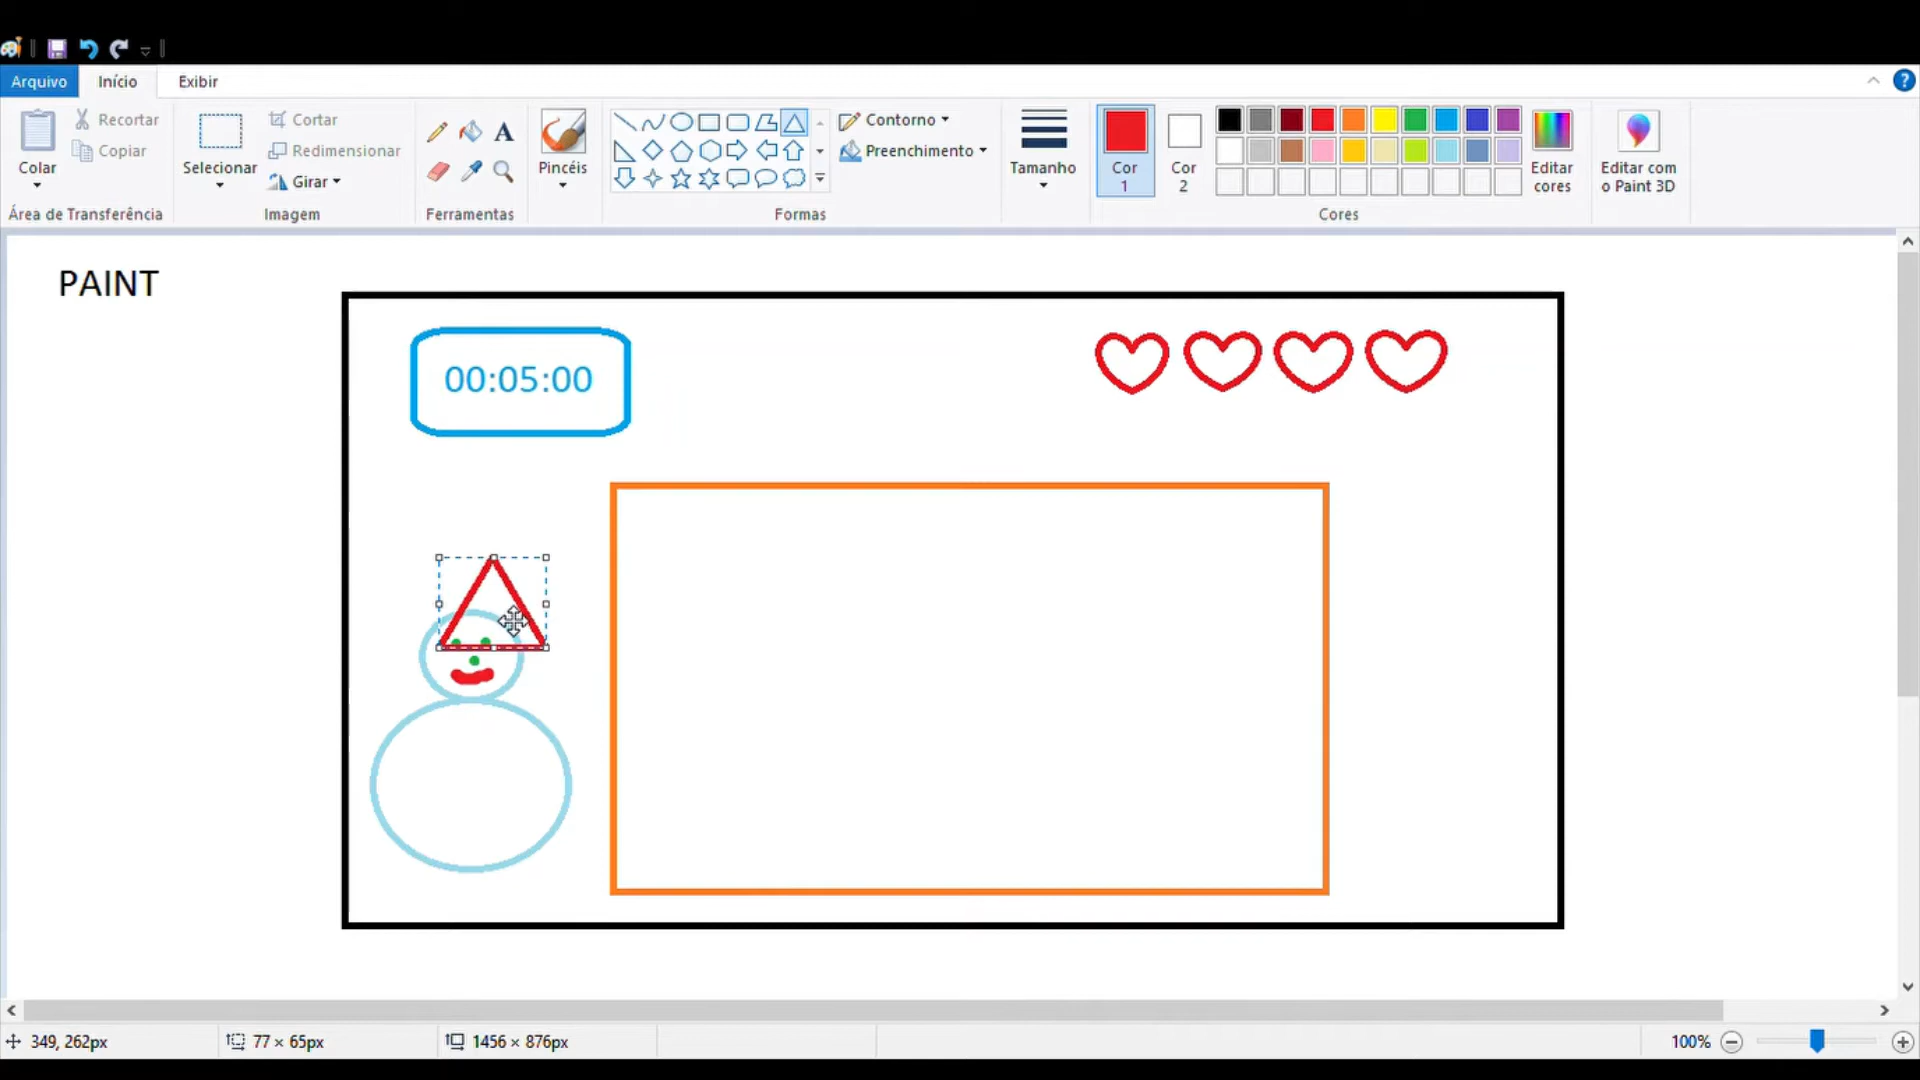 Arquivo Início Exibir
?
Colar
Recortar
Copiar
Área de Transferência
Selecionar
Cortar
Redimensionar
Girar
Imagem
A
Ferramentas
Pincéis
Contorno
Preenchimento
Formas
Tamanho
Cor
1
Cor
2
Editar
cores
Cores
Editar com
o Paint 3D
PAINT
00:05:00
349, 262px
77 × 65px
1456 × 876px
100%